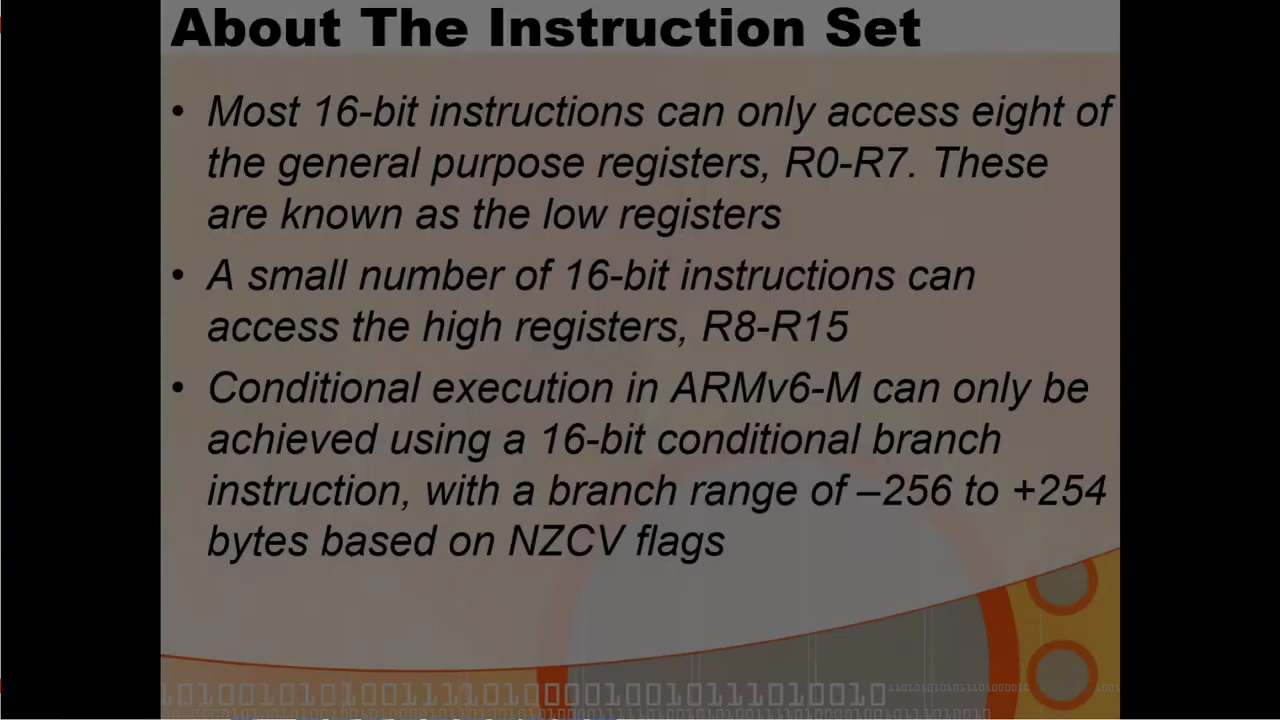 About The Instruction Set
• Most 16-bit instructions can only access eight of
the general purpose registers, R0-R7. These
are known as the low registers
• A small number of 16-bit instructions can
access the high registers, R8-R15
• Conditional execution in ARMv6-M can only be
achieved using a 16-bit conditional branch
instruction, with a branch range of –256 to +254
bytes based on NZCV flags